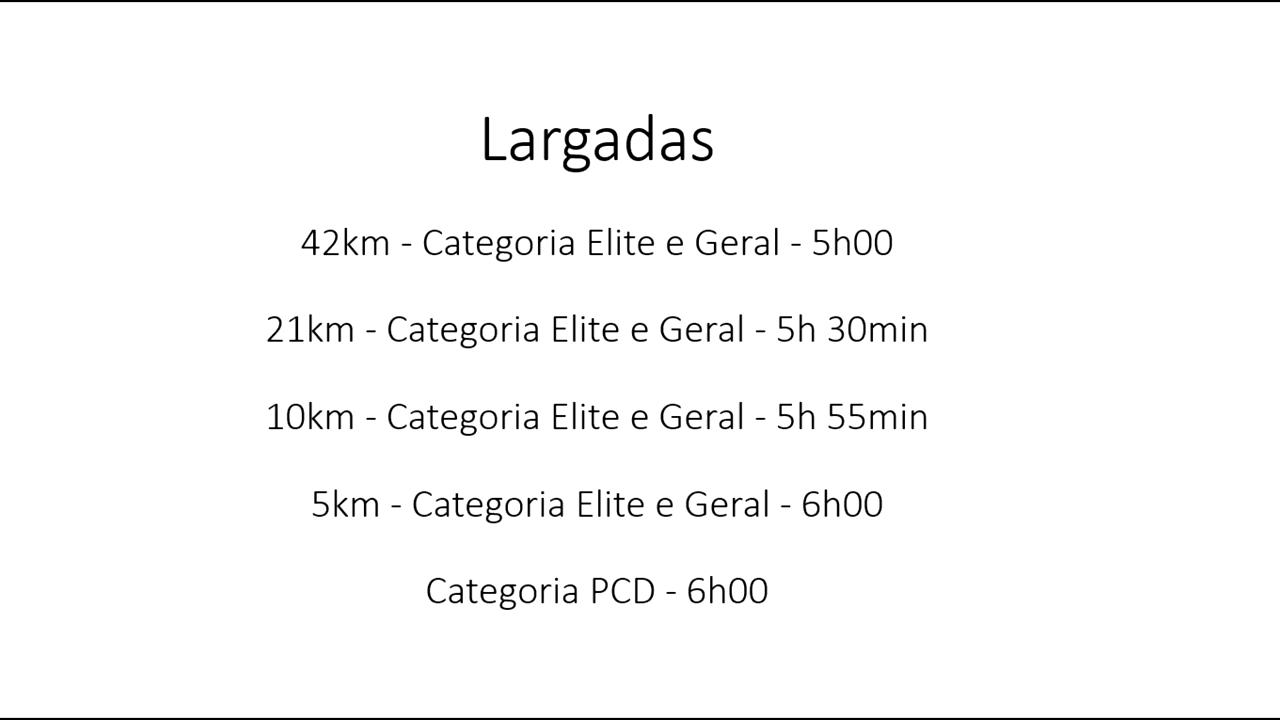 Largadas
42km - Categoria Elite e Geral - 5h00
21km - Categoria Elite e Geral - 5h 30min
10km - Categoria Elite e Geral - 5h 55min
5km - Categoria Elite e Geral - 6h00
Categoria PCD - 6h00